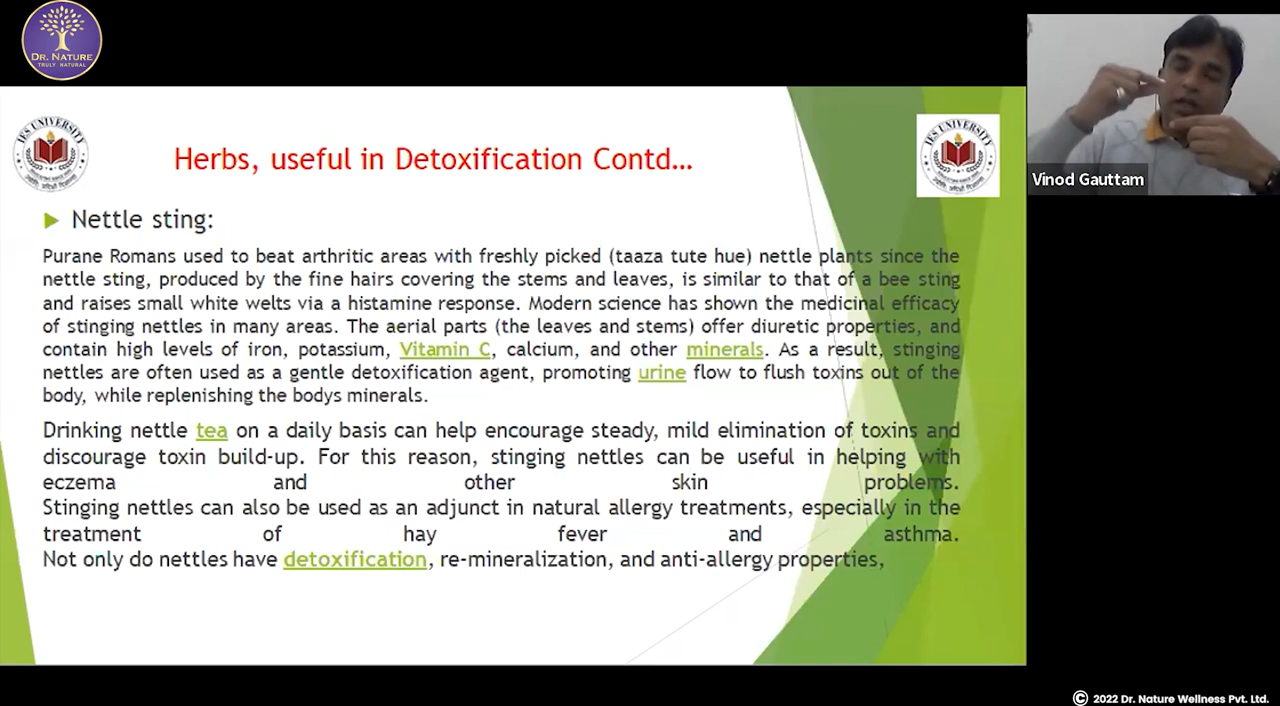 DR. NATURE
TRULY NATURAL
IES UNIVERSITY
Herbs, useful in Detoxification Contd...
IES UNIVERSITY
Vinod Gauttam
Nettle sting:
Purane Romans used to beat arthritic areas with freshly picked (taaza tute hue) nettle plants since the
nettle sting, produced by the fine hairs covering the stems and leaves, is similar to that of a bee sting
and raises small white welts via a histamine response. Modern science has shown the medicinal efficacy
of stinging nettles in many areas. The aerial parts (the leaves and stems) offer diuretic properties, and
contain high levels of iron, potassium, Vitamin C, calcium, and other minerals. As a result, stinging
nettles are often used as a gentle detoxification agent, promoting urine flow to flush toxins out of the
body, while replenishing the bodys minerals.
Drinking nettle tea on a daily basis can help encourage steady, mild elimination of toxins and
discourage toxin build-up. For this reason, stinging nettles can be useful in helping with
eczema and other skin problems.
Stinging nettles can also be used as an adjunct in natural allergy treatments, especially in the
treatment of hay fever and asthma.
Not only do nettles have detoxification, re-mineralization, and anti-allergy properties,
© 2022 Dr. Nature Wellness Pvt. Ltd.